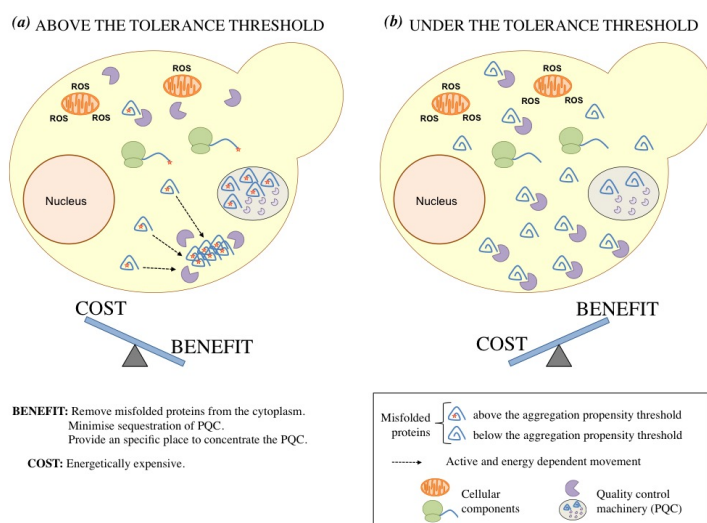 (a) ABOVE THE TOLERANCE THRESHOLD
ROS
ROS
ROS
ROS
Nucleus
COST
BENEFIT
(b) UNDER THE TOLERANCE THRESHOLD
ROS
ROS
ROS
ROS
ROS
Nucleus
BENEFIT
COST
BENEFIT: Remove misfolded proteins from the cytoplasm.
Minimise sequestration of PQC.
Provide an specific place to concentrate the PQC.
COST: Energetically expensive.
Misfolded
proteins
above the aggregation propensity threshold
below the aggregation propensity threshold
Active and energy dependent movement
Cellular
components
Quality control
machinery (PQC)